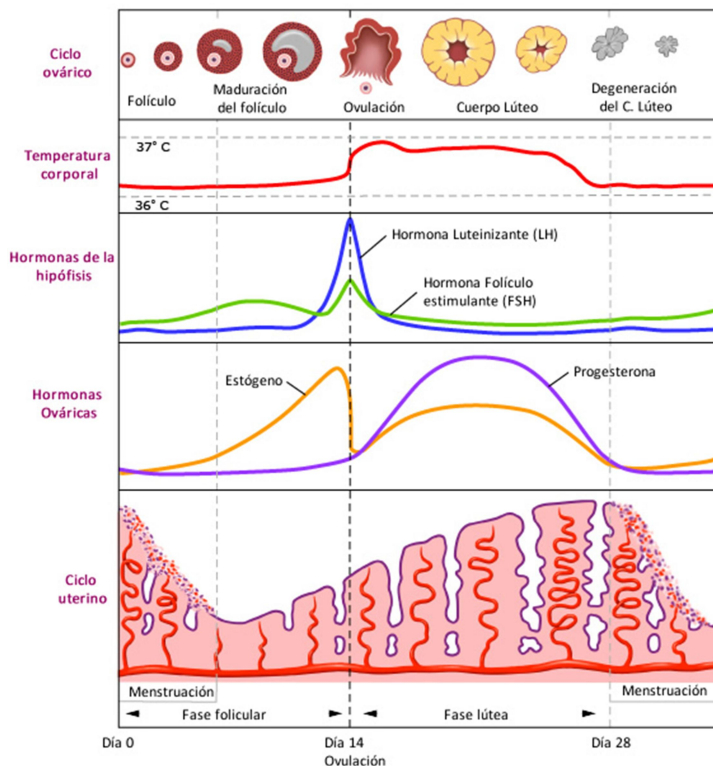 Ciclo
ovárico
Folículo
Maduración
del folículo
Ovulación
Cuerpo Lúteo
Degeneración
del C. Lúteo
Temperatura
corporal
37° C
36° C
Hormonas de la
hipófisis
Hormona Luteinizante (LH)
Hormona Folículo
estimulante (FSH)
Hormonas
Ováricas
Estógeno
Progesterona
Ciclo
uterino
Menstruación
Menstruación
Fase folicular
Fase lútea
Día 0
Día 14
Ovulación
Día 28